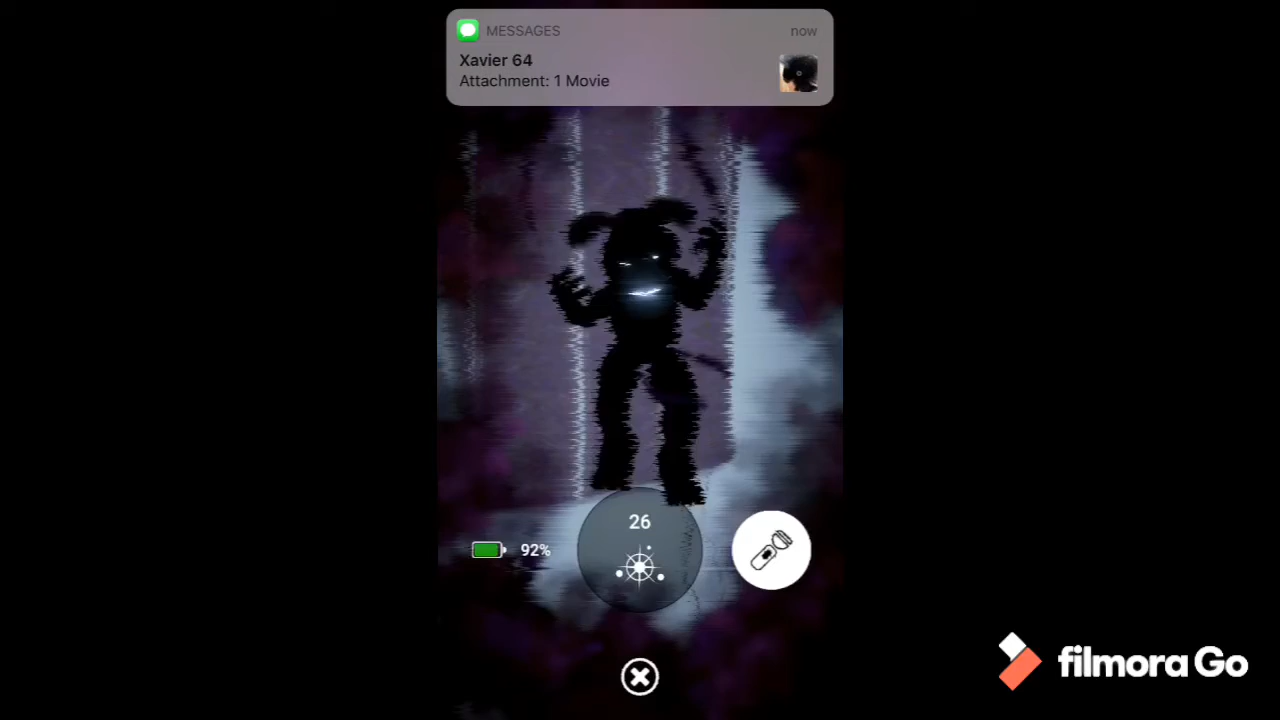 MESSAGES
now
Xavier 64
Attachment: 1 Movie
26
92%
filmora Go